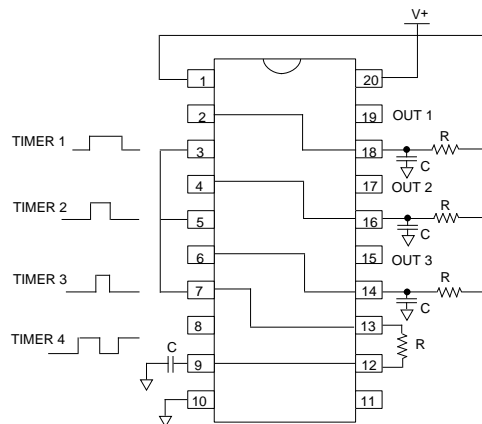 V+
1 20
2 19 OUT 1
TIMER 1 3 18 R
C
4 17 OUT 2
TIMER 2 5 16 R
C
6 15 OUT 3
TIMER 3 7 14 R
C
8 13
TIMER 4 R
C 9 12
10 11